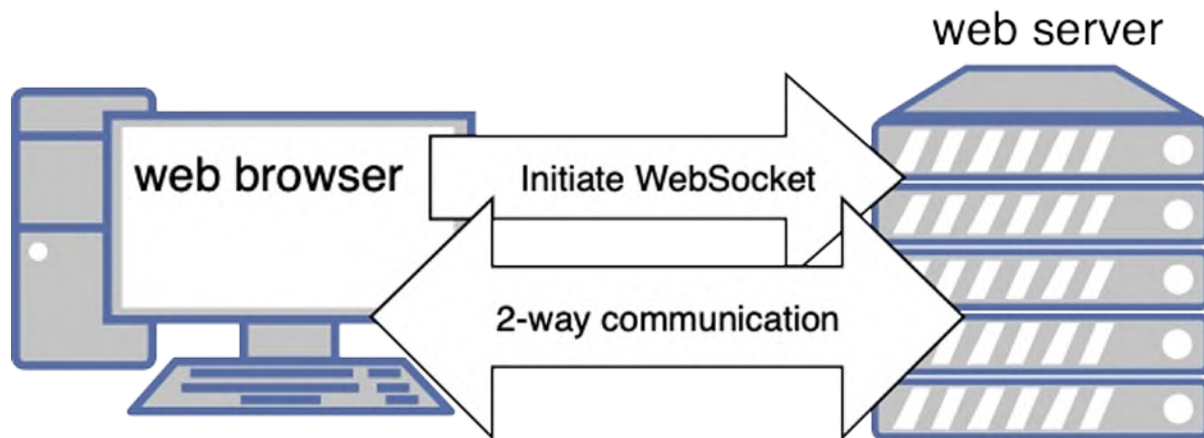 web server
web browser
Initiate WebSocket
2-way communication